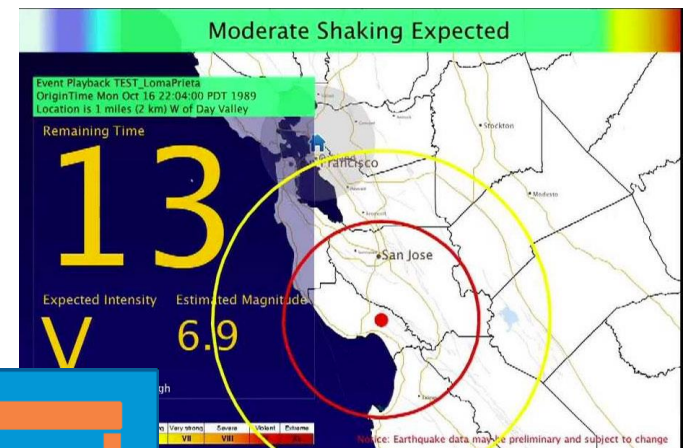 Moderate Shaking Expected
Event Playback TEST_LomaPrieta
OriginTime Mon Oct 16 22:04:00 PDT 1989
Location is 1 miles (2 km) W of Day Valley
Remaining Time
13
Stockton
Francisco
Modesto
San Jose
Expected Intensity
Estimated Magnitude
V
6.9
Very strong
Severe
Violent
Extreme
VII
VIII
Notice: Earthquake data may be preliminary and subject to change